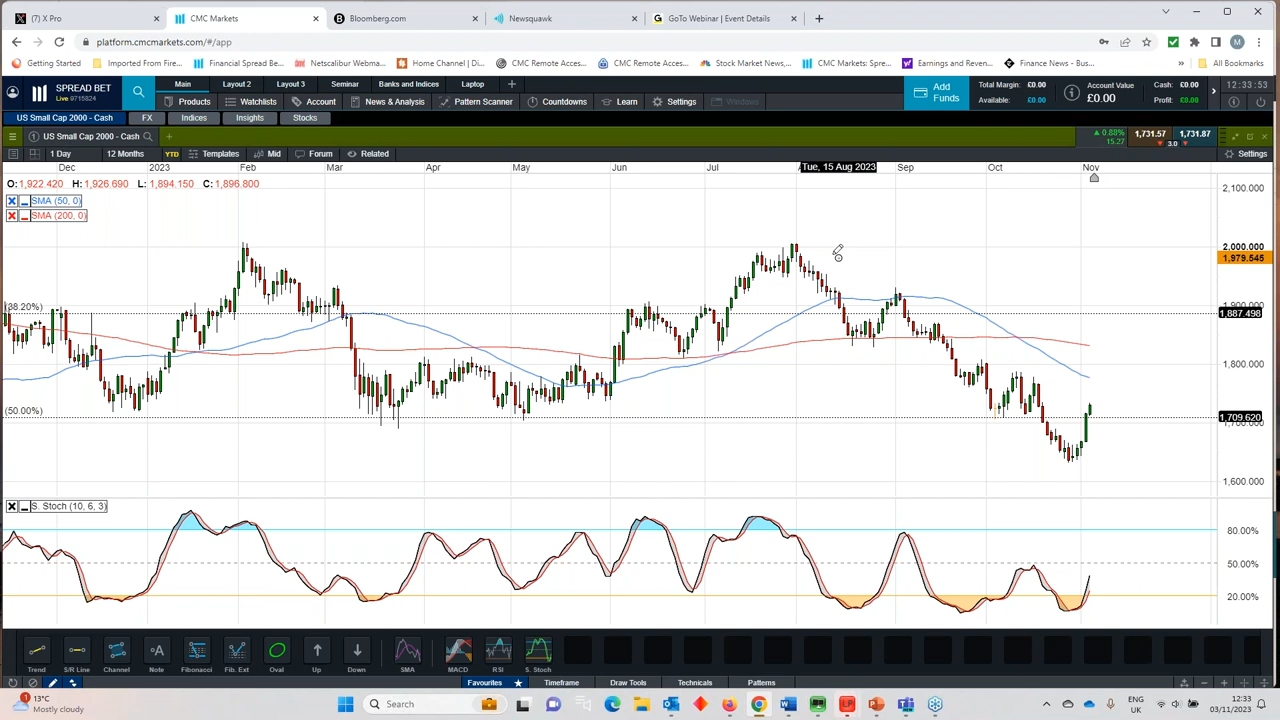 (7) X Pro
CMC Markets
Bloomberg.com
Newsquawk
GoTo Webinar | Event Details
platform.cmcmarkets.com/#/app
Getting Started
Imported From Fire...
Financial Spread Be...
Netscalibur Webma...
Home Channel | Di...
CMC Remote Acce...
Stock Market News,...
CMC Remote Acces...
CMC Markets: Spre...
Earnings and Reven...
Finance News - Bus...
»
All Bookmarks
SPREAD BET
Live 9715824
Main
Layout 2
Layout 3
Seminar
Banks and Indices
Laptop
Products
Watchlists
Account
News & Analysis
Pattern Scanner
Countdowns
Learn
Settings
Windows
Add Funds
Total Margin: £0.00
Available: £0.00
Account Value
£0.00
Cash: £0.00
Profit: £0.00
12:33:53
US Small Cap 2000 - Cash
FX
Indices
Insights
Stocks
US Small Cap 2000 - Cash
0.88%
15.27
1,731.57
1,731.87
3.0
1 Day
12 Months
YTD
Templates
Mid
Forum
Related
Settings
Dec 2023 Feb Mar Apr May Jun Jul Tue, 15 Aug 2023 Sep Oct Nov
O:1,922.420 H:1,926.690 L:1,894.150 C:1,896.800
SMA (50, 0)
SMA (200, 0)
2,100.000
2,000.000
1,979.545
(38.20%)
1,887.498
1,800.000
(50.00%)
1,709.620
1,600.000
S. Stoch (10, 6, 3)
80.00%
50.00%
20.00%
Trend
S/R Line
Channel
Note
Fibonacci
Fib. Ext
Oval
Up
Down
SMA
MACD
RSI
S. Stoch
Favourites
Timeframe
Draw Tools
Technicals
Patterns
13°C
Mostly cloudy
Search
ENG
UK
12:33
03/11/2023